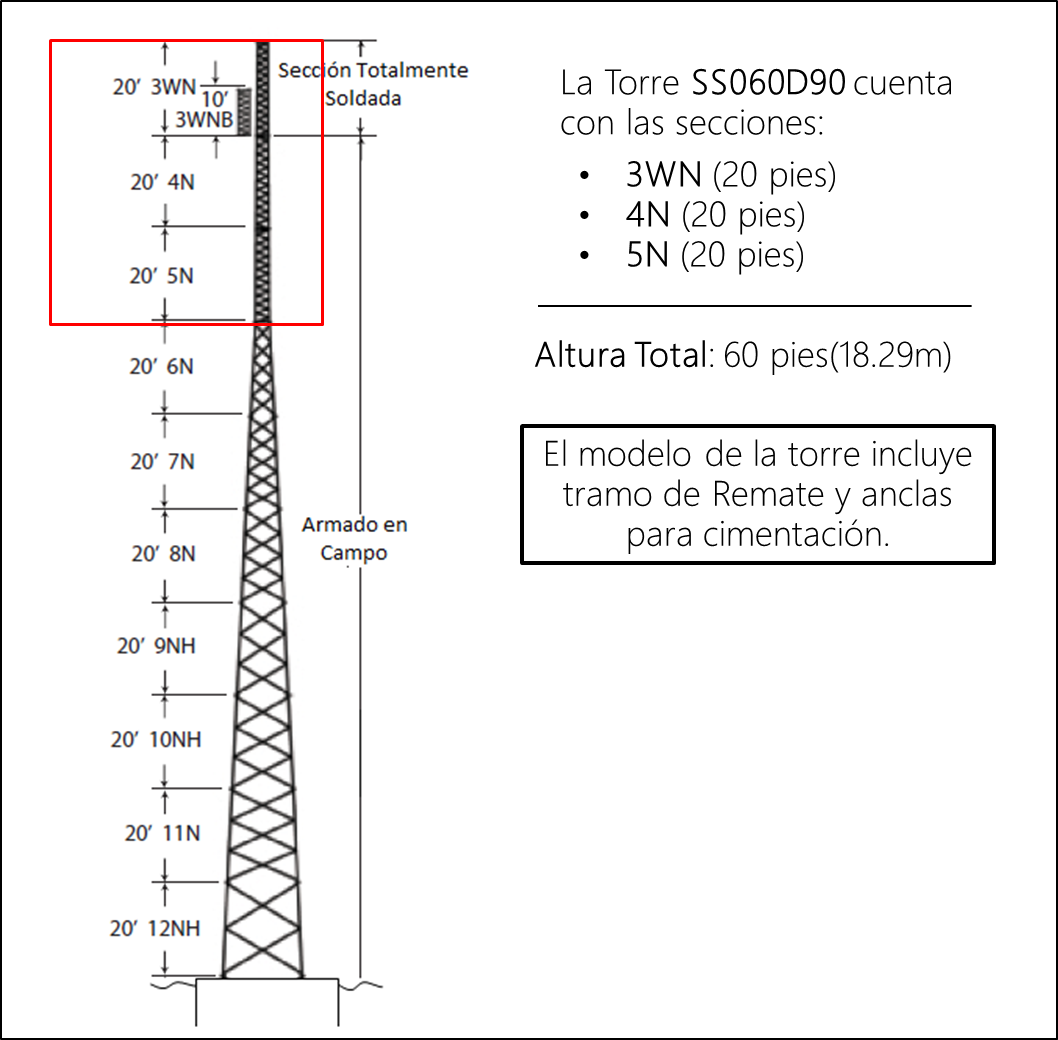 20' 3WN
10'
3WNB
Sección Totalmente
Soldada
20' 4N
20' 5N
20' 6N
20' 7N
20' 8N
Armado en
Campo
20' 9NH
20' 10NH
20' 11N
20' 12NH
La Torre SS060D90 cuenta
con las secciones:
• 3WN (20 pies)
• 4N (20 pies)
• 5N (20 pies)
Altura Total: 60 pies(18.29m)
El modelo de la torre incluye
tramo de Remate y anclas
para cimentación.